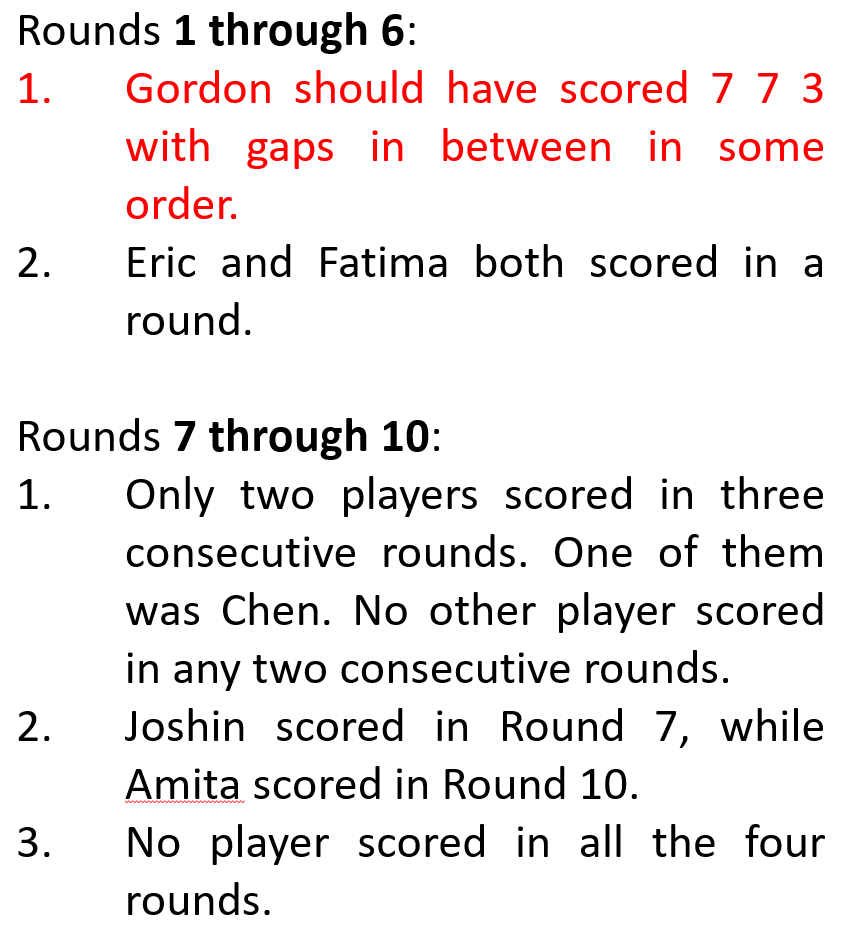 Rounds 1 through 6:
1. Gordon should have scored 7 7 3
with gaps in between in some
order.
2. Eric and Fatima both scored in a
round.
Rounds 7 through 10:
1. Only two players scored in three
consecutive rounds. One of them
was Chen. No other player scored
in any two consecutive rounds.
2. Joshin scored in Round 7, while
Amita scored in Round 10.
3. No player scored in all the four
rounds.